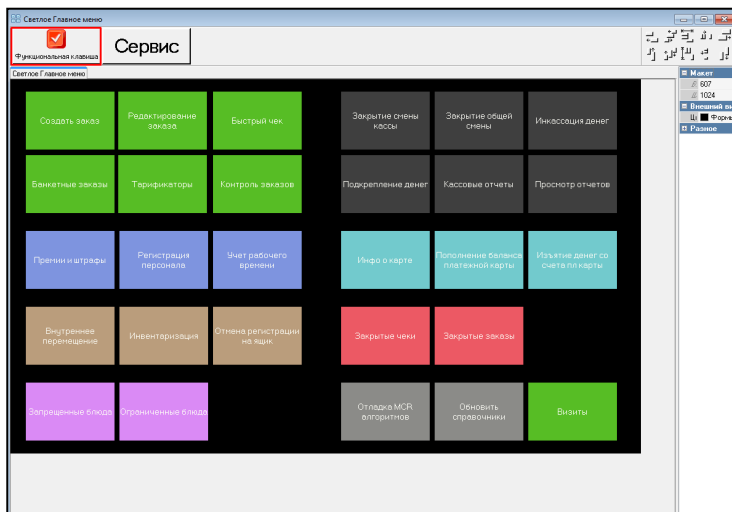 Светлое Главное меню
Функциональная клавиша
Сервис
Светлое Главное меню
Макет
607
1024
Внешний ви
Формы
Разное
Создать заказ
Редактирование
заказа
Быстрый чек
Закрытие смены
кассы
Закрытие общей
смены
Инкассация денег
Банкетные заказы
Тарификаторы
Контроль заказов
Подкрепление денег
Кассовые отчеты
Просмотр отчетов
Премии и штрафы
Регистрация
персонала
Учет рабочего
времени
Инфо о карте
Пополнение баланса
платежной карты
Изъятие денег со
счета пл карты
Внутреннее
перемещение
Инвентаризация
Отмена регистрации
на ящик
Закрытые чеки
Закрытые заказы
Запрещенные блюда
Ограниченные блюда
Отладка MCR
алгоритмов
Обновить
справочники
Визиты